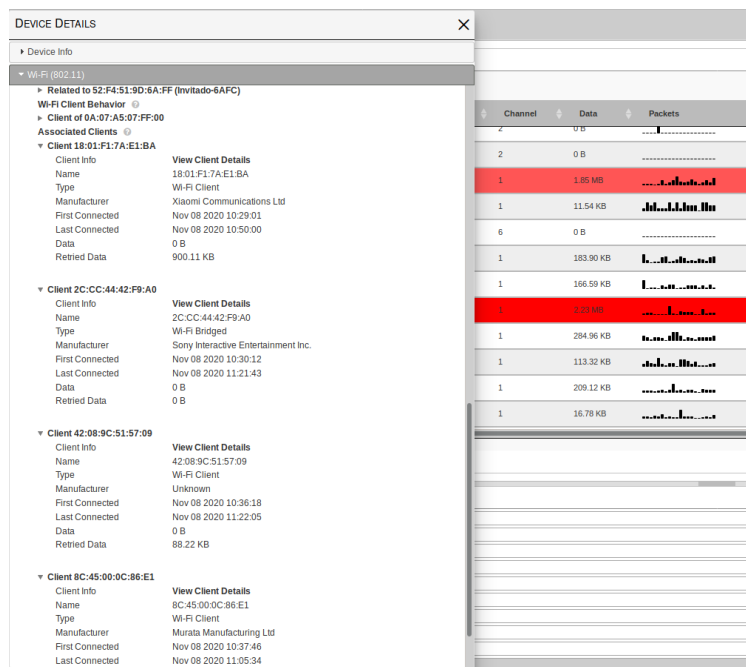 DEVICE DETAILS
Device Info
Wi-Fi (802.11)
Related to 52:F4:51:9D:6A:FF (Invitado-6AFC)
Wi-Fi Client Behavior
Client of 0A:07:A5:07:FF:00
Associated Clients
Client 18:01:F1:7A:E1:BA
Client Info View Client Details
Name 18:01:F1:7A:E1:BA
Type Wi-Fi Client
Manufacturer Xiaomi Communications Ltd
First Connected Nov 08 2020 10:29:01
Last Connected Nov 08 2020 10:50:00
Data 0 B
Retried Data 900.11 KB
Client 2C:CC:44:42:F9:A0
Client Info View Client Details
Name 2C:CC:44:42:F9:A0
Type Wi-Fi Bridged
Manufacturer Sony Interactive Entertainment Inc.
First Connected Nov 08 2020 10:30:12
Last Connected Nov 08 2020 11:21:43
Data 0 B
Retried Data 0 B
Client 42:08:9C:51:57:09
Client Info View Client Details
Name 42:08:9C:51:57:09
Type Wi-Fi Client
Manufacturer Unknown
First Connected Nov 08 2020 10:36:18
Last Connected Nov 08 2020 11:22:05
Data 0 B
Retried Data 88.22 KB
Client 8C:45:00:0C:86:E1
Client Info View Client Details
Name 8C:45:00:0C:86:E1
Type Wi-Fi Client
Manufacturer Murata Manufacturing Ltd
First Connected Nov 08 2020 10:37:46
Last Connected Nov 08 2020 11:05:34
Channel Data Packets
2 0 B
2 0 B
1 1.85 MB
1 11.54 KB
6 0 B
1 183.90 KB
1 166.59 KB
1 2.23 MB
1 284.96 KB
1 113.32 KB
1 209.12 KB
1 16.78 KB